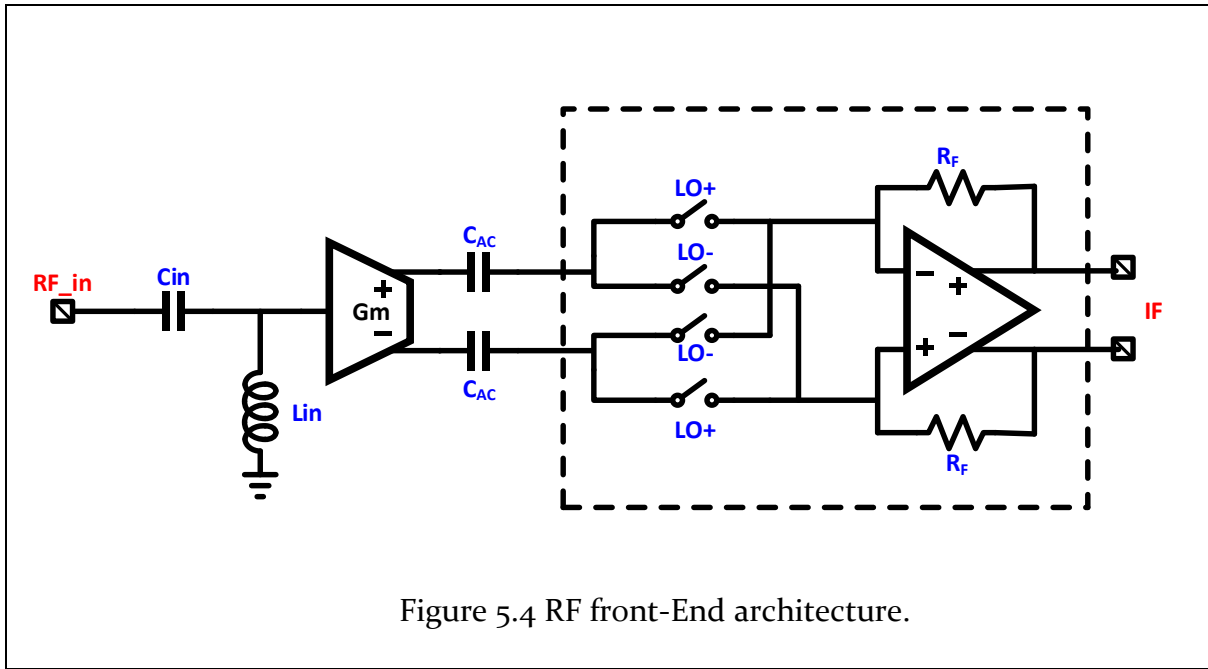 R_F
LO+
C_AC
LO-
Cin
RF_in
+
Gm
−
−
+
IF
+
−
LO-
Lin
C_AC
LO+
R_F
Figure 5.4 RF front-End architecture.